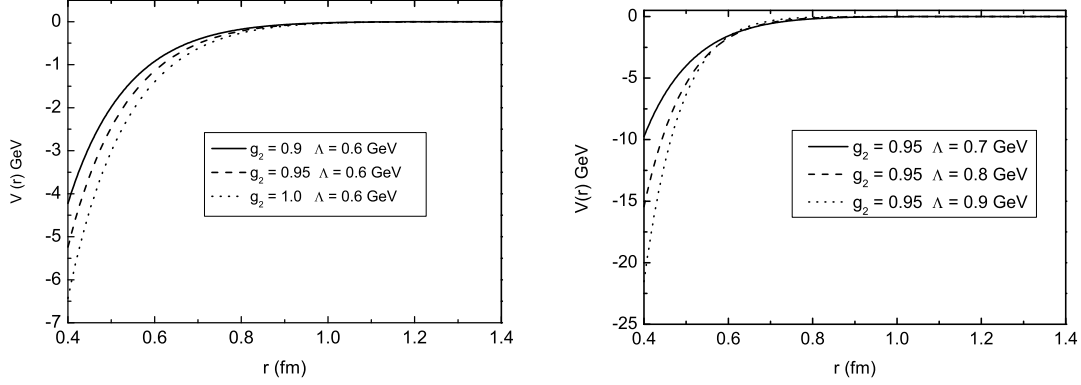 0
-1
-2
-3
-4
-5
-6
-7
V (r) GeV
g2 = 0.9 Λ = 0.6 GeV
g2 = 0.95 Λ = 0.6 GeV
g2 = 1.0 Λ = 0.6 GeV
0.4 0.6 0.8 1.0 1.2 1.4
r (fm)
0
-5
-10
-15
-20
-25
V(r) GeV
g2 = 0.95 Λ = 0.7 GeV
g2 = 0.95 Λ = 0.8 GeV
g2 = 0.95 Λ = 0.9 GeV
0.4 0.6 0.8 1.0 1.2 1.4
r (fm)